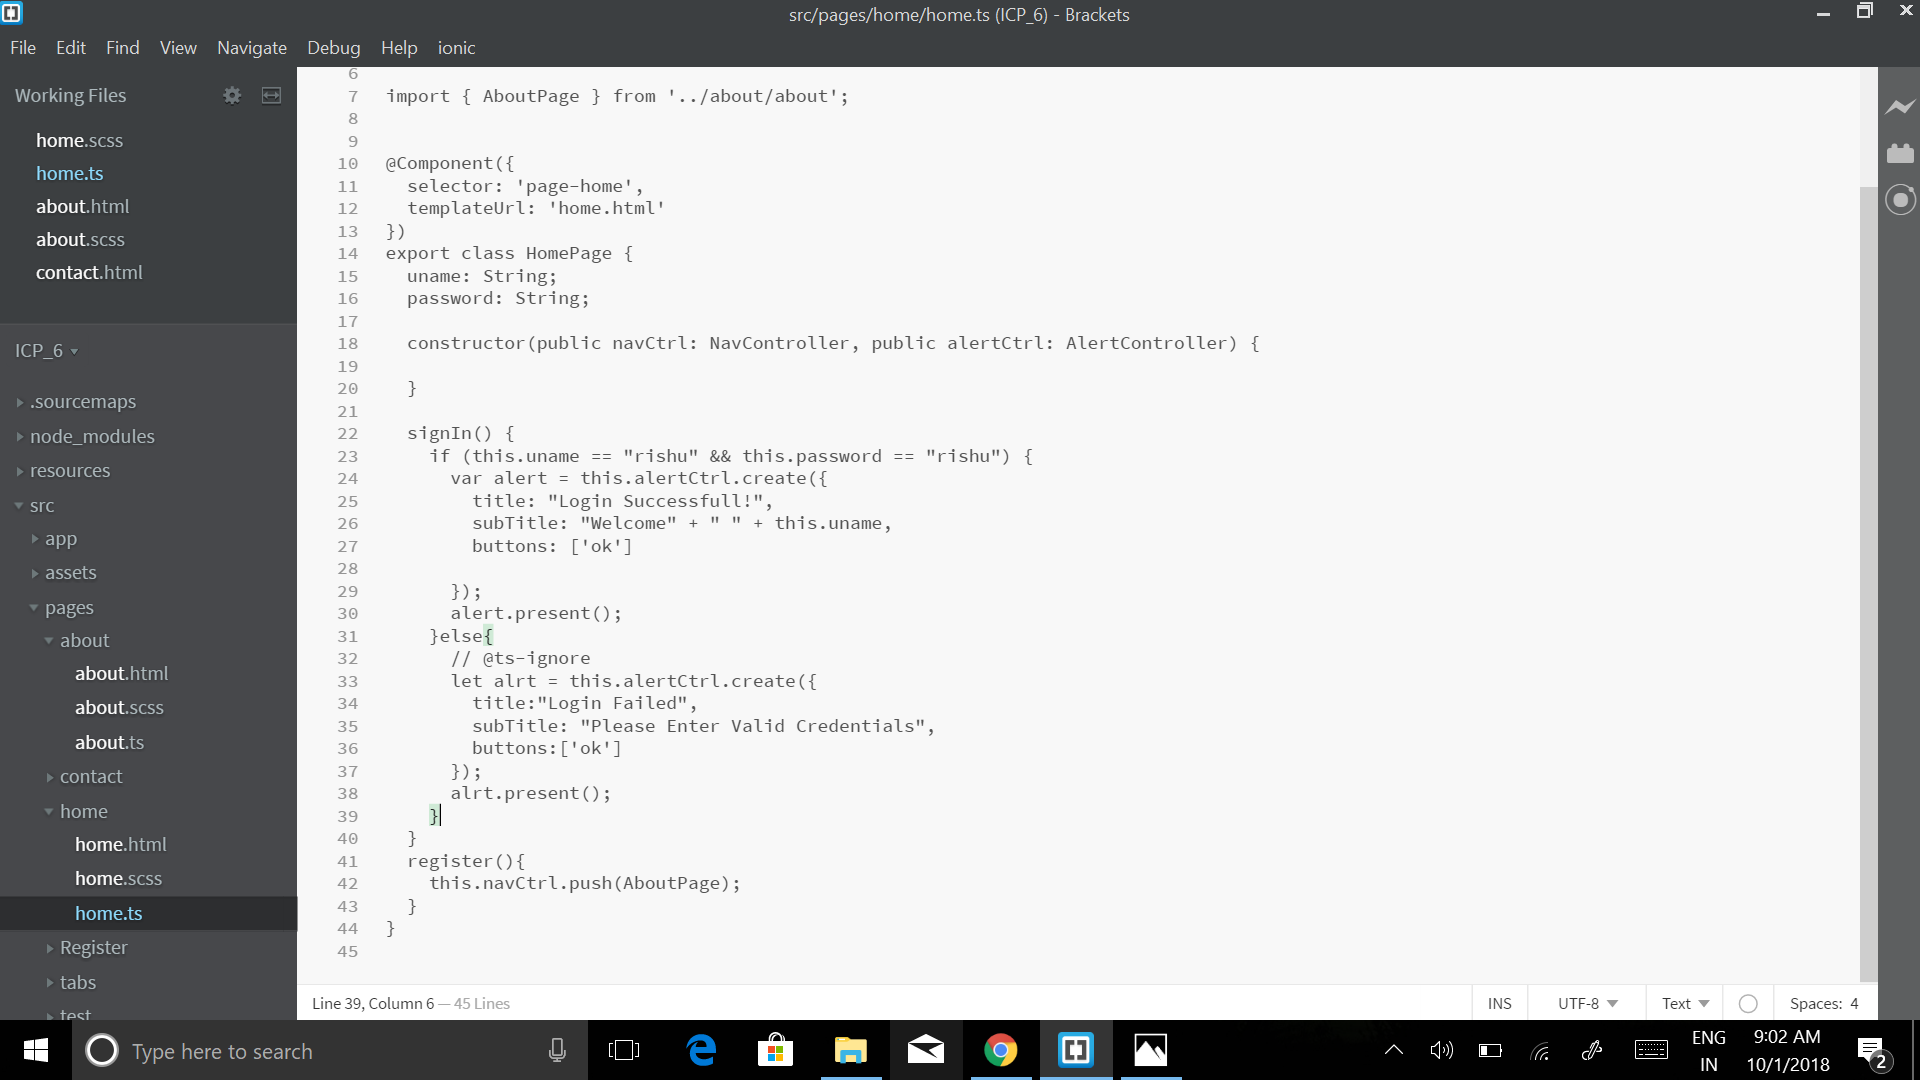 src/pages/home/home.ts (ICP_6) - Brackets
File Edit Find View Navigate Debug Help ionic
Working Files
home.scss
home.ts
about.html
about.scss
contact.html
ICP_6
.sourcemaps
node_modules
resources
src
app
assets
pages
about
about.html
about.scss
about.ts
contact
home
home.html
home.scss
home.ts
Register
tabs
test
6
7 import { AboutPage } from '../about/about';
8
9
10 @Component({
11 selector: 'page-home',
12 templateUrl: 'home.html'
13 })
14 export class HomePage {
15 uname: String;
16 password: String;
17
18 constructor(public navCtrl: NavController, public alertCtrl: AlertController) {
19
20 }
21
22 signIn() {
23 if (this.uname == "rishu" && this.password == "rishu") {
24 var alert = this.alertCtrl.create({
25 title: "Login Successfull!",
26 subTitle: "Welcome" + " " + this.uname,
27 buttons: ['ok']
28
29 });
30 alert.present();
31 }else{
32 // @ts-ignore
33 let alrt = this.alertCtrl.create({
34 title:"Login Failed",
35 subTitle: "Please Enter Valid Credentials",
36 buttons:['ok']
37 });
38 alrt.present();
39 }
40 }
41 register(){
42 this.navCtrl.push(AboutPage);
43 }
44 }
45
Line 39, Column 6 — 45 Lines
INS UTF-8 Text Spaces: 4
Type here to search
ENG
IN
9:02 AM
10/1/2018
2